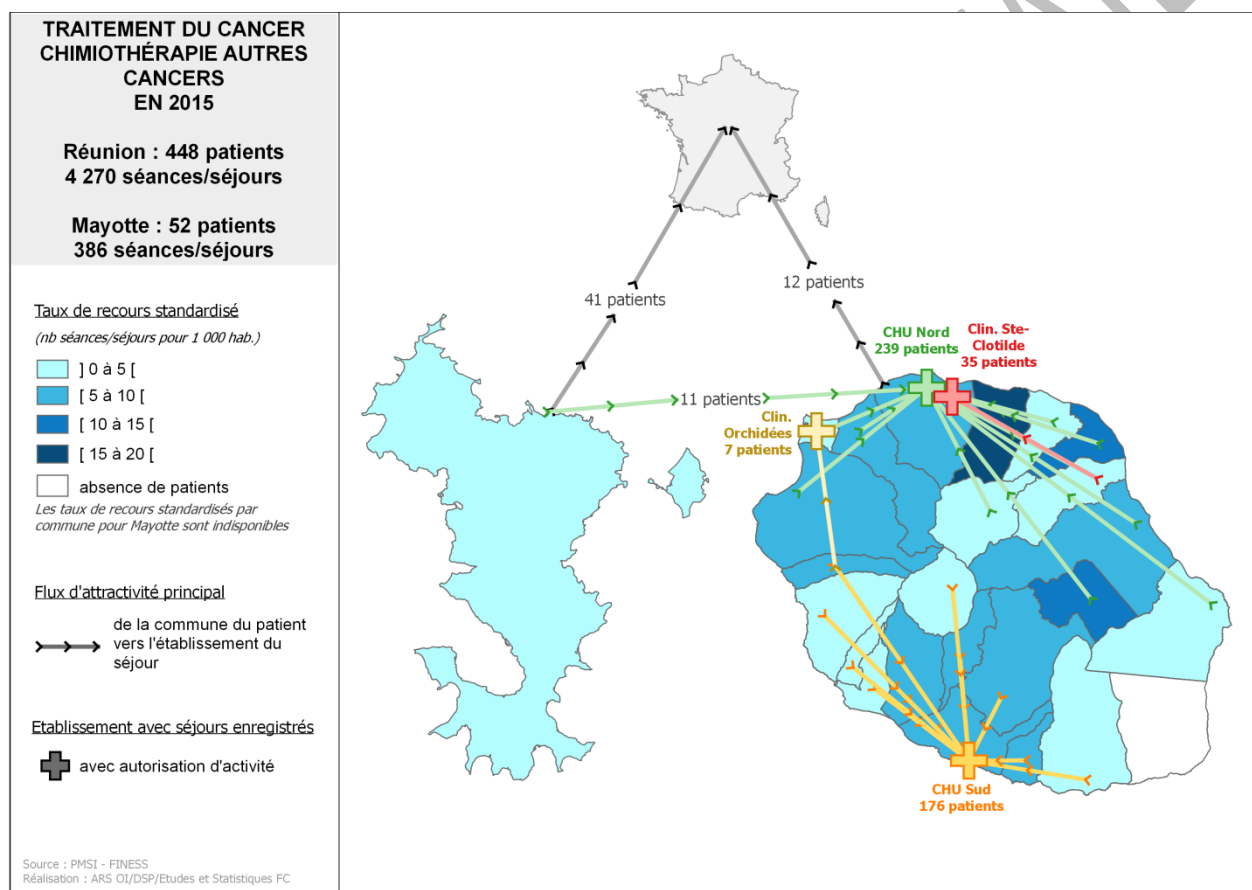 TRAITEMENT DU CANCER
CHIMIOTHÉRAPIE AUTRES
CANCERS
EN 2015
Réunion : 448 patients
4 270 séances/séjours
Mayotte : 52 patients
386 séances/séjours
Taux de recours standardisé
(nb séances/séjours pour 1 000 hab.)
] 0 à 5 [
[ 5 à 10 [
[ 10 à 15 [
[ 15 à 20 [
absence de patients
Les taux de recours standardisés par
commune pour Mayotte sont indisponibles
Flux d'attractivité principal
de la commune du patient
vers l'établissement du
séjour
Etablissement avec séjours enregistrés
avec autorisation d'activité
Source : PMSI - FINESS
Réalisation : ARS OI/DSP/Etudes et Statistiques FC
41 patients
12 patients
11 patients
CHU Nord
239 patients
Clin. Ste-
Clotilde
35 patients
Clin.
Orchidées
7 patients
CHU Sud
176 patients